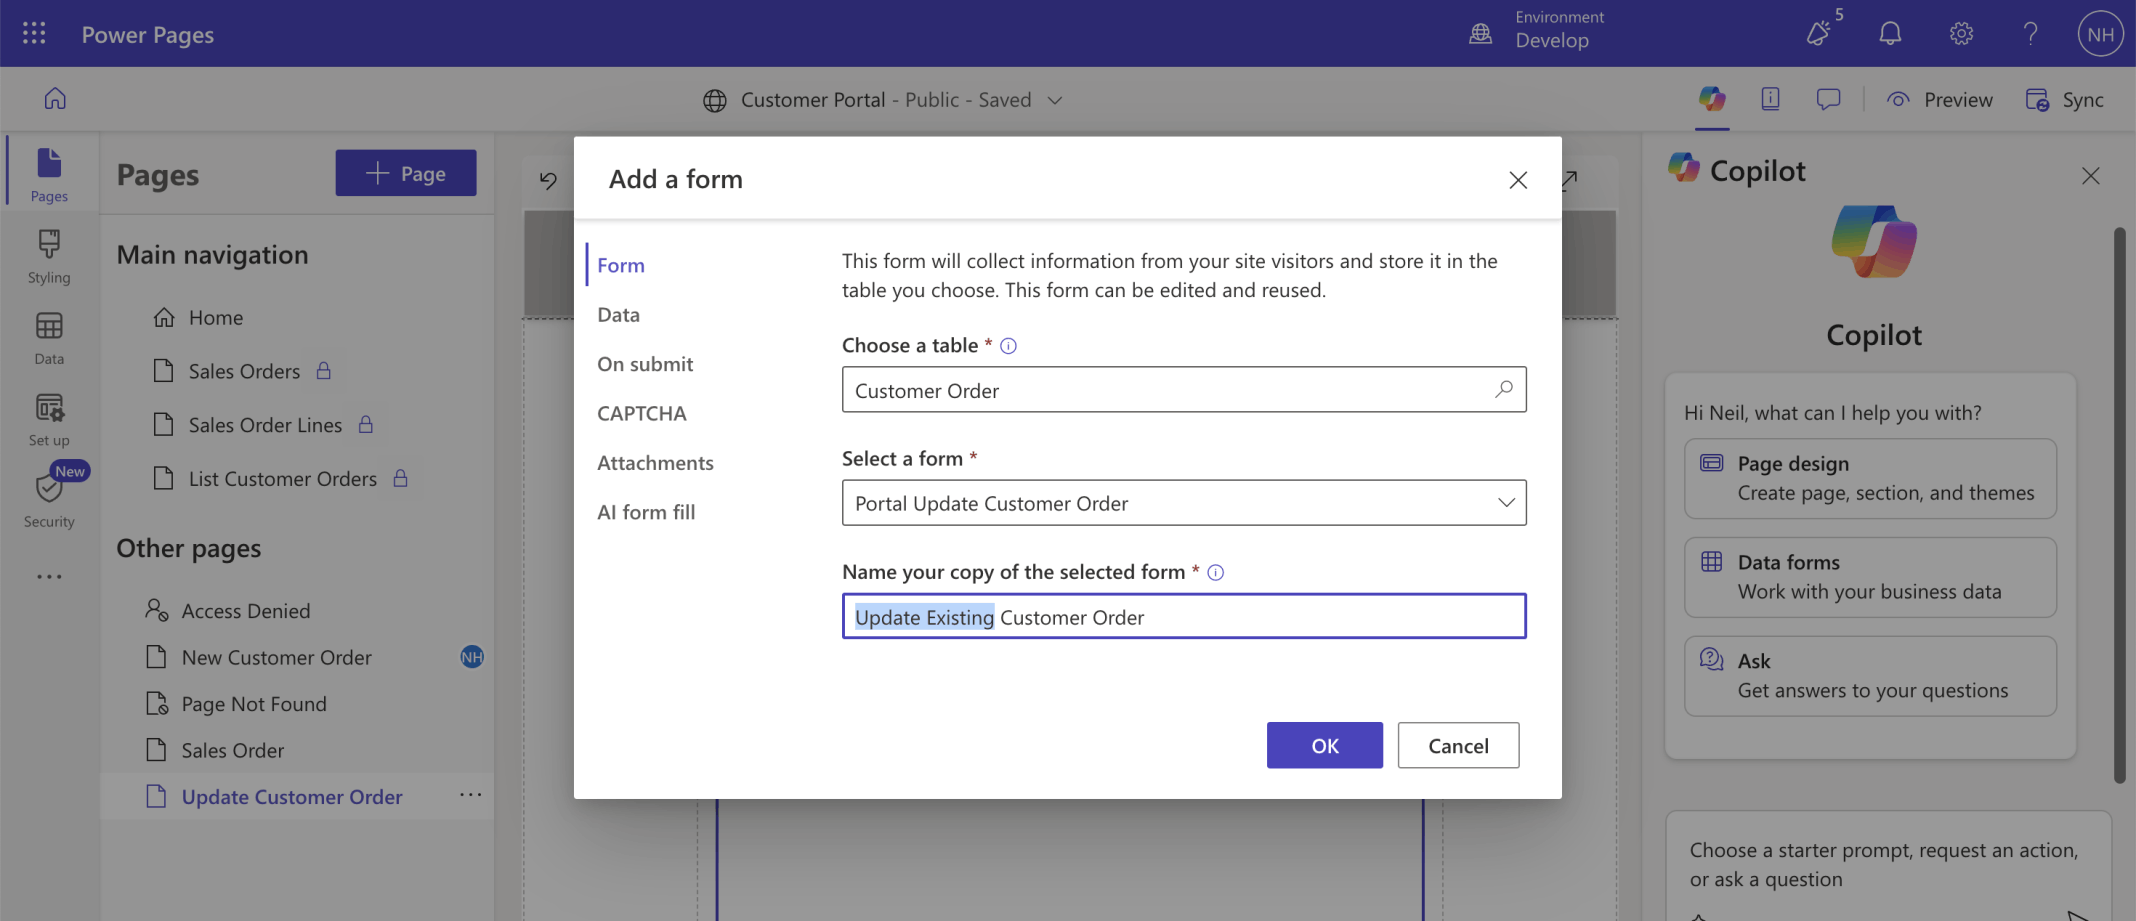 Power Pages
Environment
Develop
5
NH
Customer Portal - Public - Saved
Preview
Sync
Pages
Styling
Data
Set up
New
Security
Pages
Page
Main navigation
Home
Sales Orders
Sales Order Lines
List Customer Orders
Other pages
Access Denied
New Customer Order
NH
Page Not Found
Sales Order
Update Customer Order
Add a form
Form
Data
On submit
CAPTCHA
Attachments
AI form fill
This form will collect information from your site visitors and store it in the
table you choose. This form can be edited and reused.
Choose a table *
Customer Order
Select a form *
Portal Update Customer Order
Name your copy of the selected form *
Update Existing Customer Order
OK
Cancel
Copilot
Copilot
Hi Neil, what can I help you with?
Page design
Create page, section, and themes
Data forms
Work with your business data
Ask
Get answers to your questions
Choose a starter prompt, request an action,
or ask a question